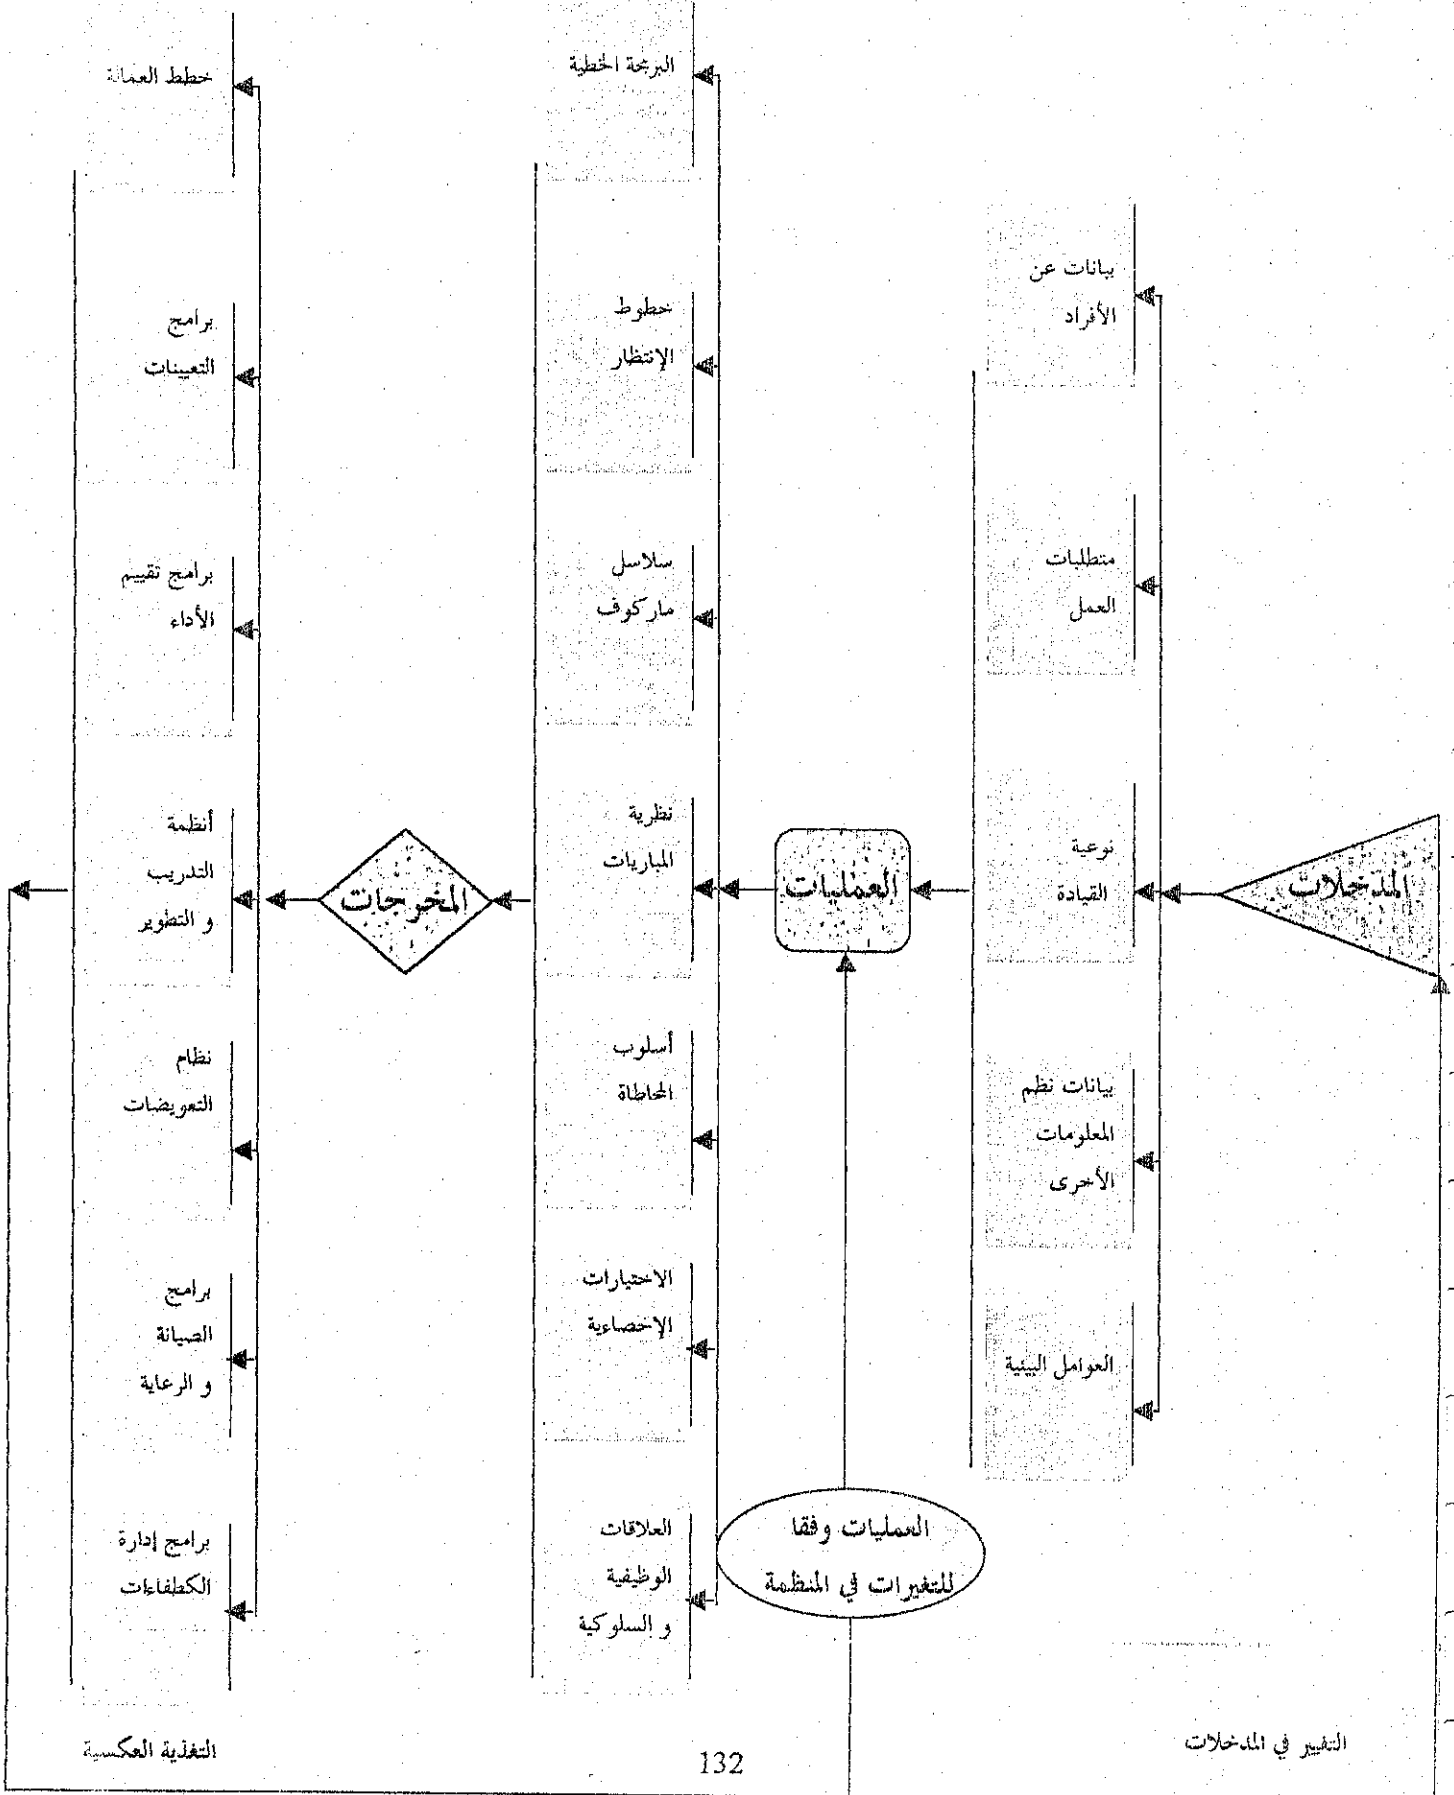 المدخلات
بيانات عن
الأفراد
متطلبات
العمل
نوعية
القيادة
بيانات نظم
المعلومات
الأخرى
العوامل البيئية
العمليات
العمليات وفقا
للتغيرات في المنظمة
البرمجة الخطية
خطوط
الإنتظار
سلاسل
ماركوف
نظرية
المباريات
أسلوب
المحاطاة
الاختيارات
الإحصاءية
العلاقات
الوظيفية
و السلوكية
المخرجات
خطط العمالة
برامج
التعيينات
برامج تقييم
الأداء
أنظمة
التدريب
و التطوير
نظام
التعويضات
برامج
الصيانة
و الرعاية
برامج إدارة
الكطفاءات
التغيير في المدخلات
التغذية العكسية
132